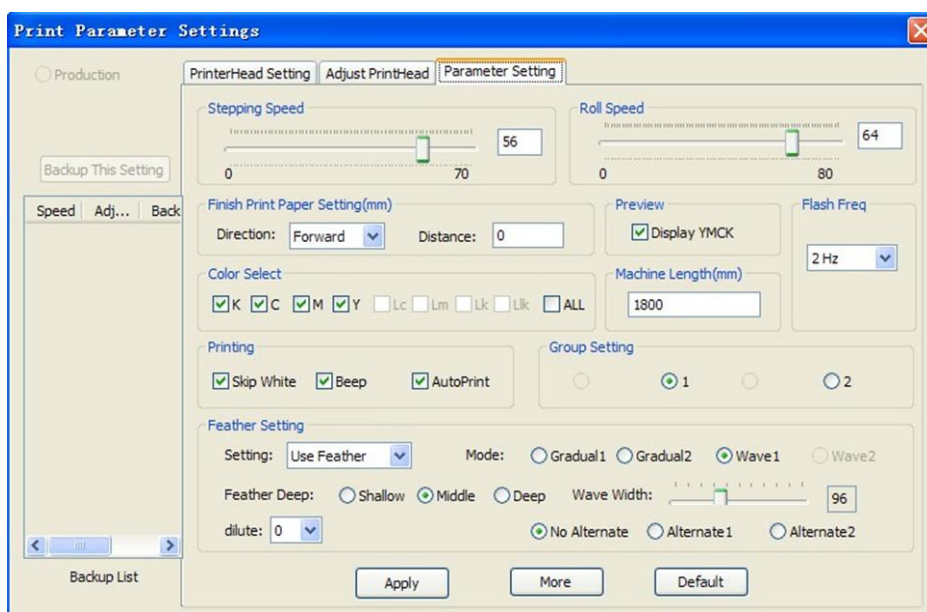 Print Parameter Settings
Production
Backup This Setting
Speed Adj... Back
Backup List
PrinterHead Setting Adjust PrintHead Parameter Setting
Stepping Speed
56
0 70
Roll Speed
64
0 80
Finish Print Paper Setting(mm)
Direction: Forward Distance: 0
Preview
Display YMCK
Flash Freq
2 Hz
Color Select
K C M Y Lc Lm Lk Llk ALL
Machine Length(mm)
1800
Printing
Skip White Beep AutoPrint
Group Setting
1 2
Feather Setting
Setting: Use Feather Mode: Gradual1 Gradual2 Wave1 Wave2
Feather Deep: Shallow Middle Deep Wave Width: 96
dilute: 0 No Alternate Alternate1 Alternate2
Apply More Default